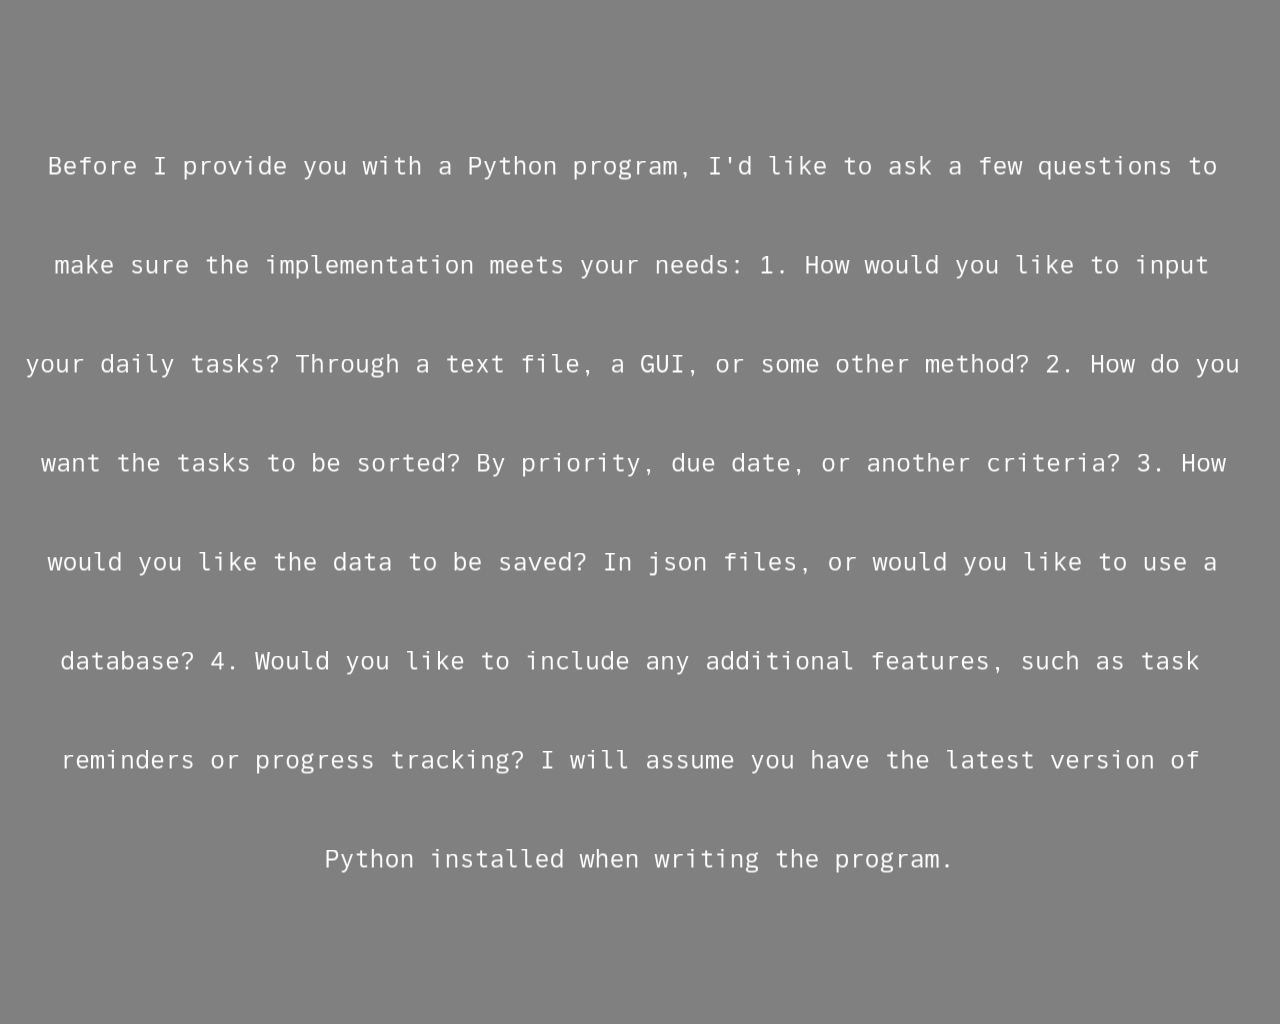 Before I provide you with a Python program, I'd like to ask a few questions to
make sure the implementation meets your needs: 1. How would you like to input
your daily tasks? Through a text file, a GUI, or some other method? 2. How do you
want the tasks to be sorted? By priority, due date, or another criteria? 3. How
would you like the data to be saved? In json files, or would you like to use a
database? 4. Would you like to include any additional features, such as task
reminders or progress tracking? I will assume you have the latest version of
Python installed when writing the program.